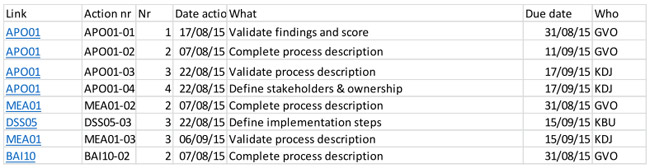 Link Action nr Nr Date actio What Due date Who
APO01 APO01-01 1 17/08/15 Validate findings and score 31/08/15 GVO
APO01 APO01-02 2 07/08/15 Complete process description 11/09/15 GVO
APO01 APO01-03 3 22/08/15 Validate process description 17/09/15 KDJ
APO01 APO01-04 4 22/08/15 Define stakeholders & ownership 17/09/15 KDJ
MEA01 MEA01-02 2 07/08/15 Complete process description 31/08/15 GVO
DSS05 DSS05-03 3 22/08/15 Define implementation steps 15/09/15 KBU
MEA01 MEA01-03 3 06/09/15 Validate process description 15/09/15 KDJ
BAI10 BAI10-02 2 07/08/15 Complete process description 31/08/15 GVO